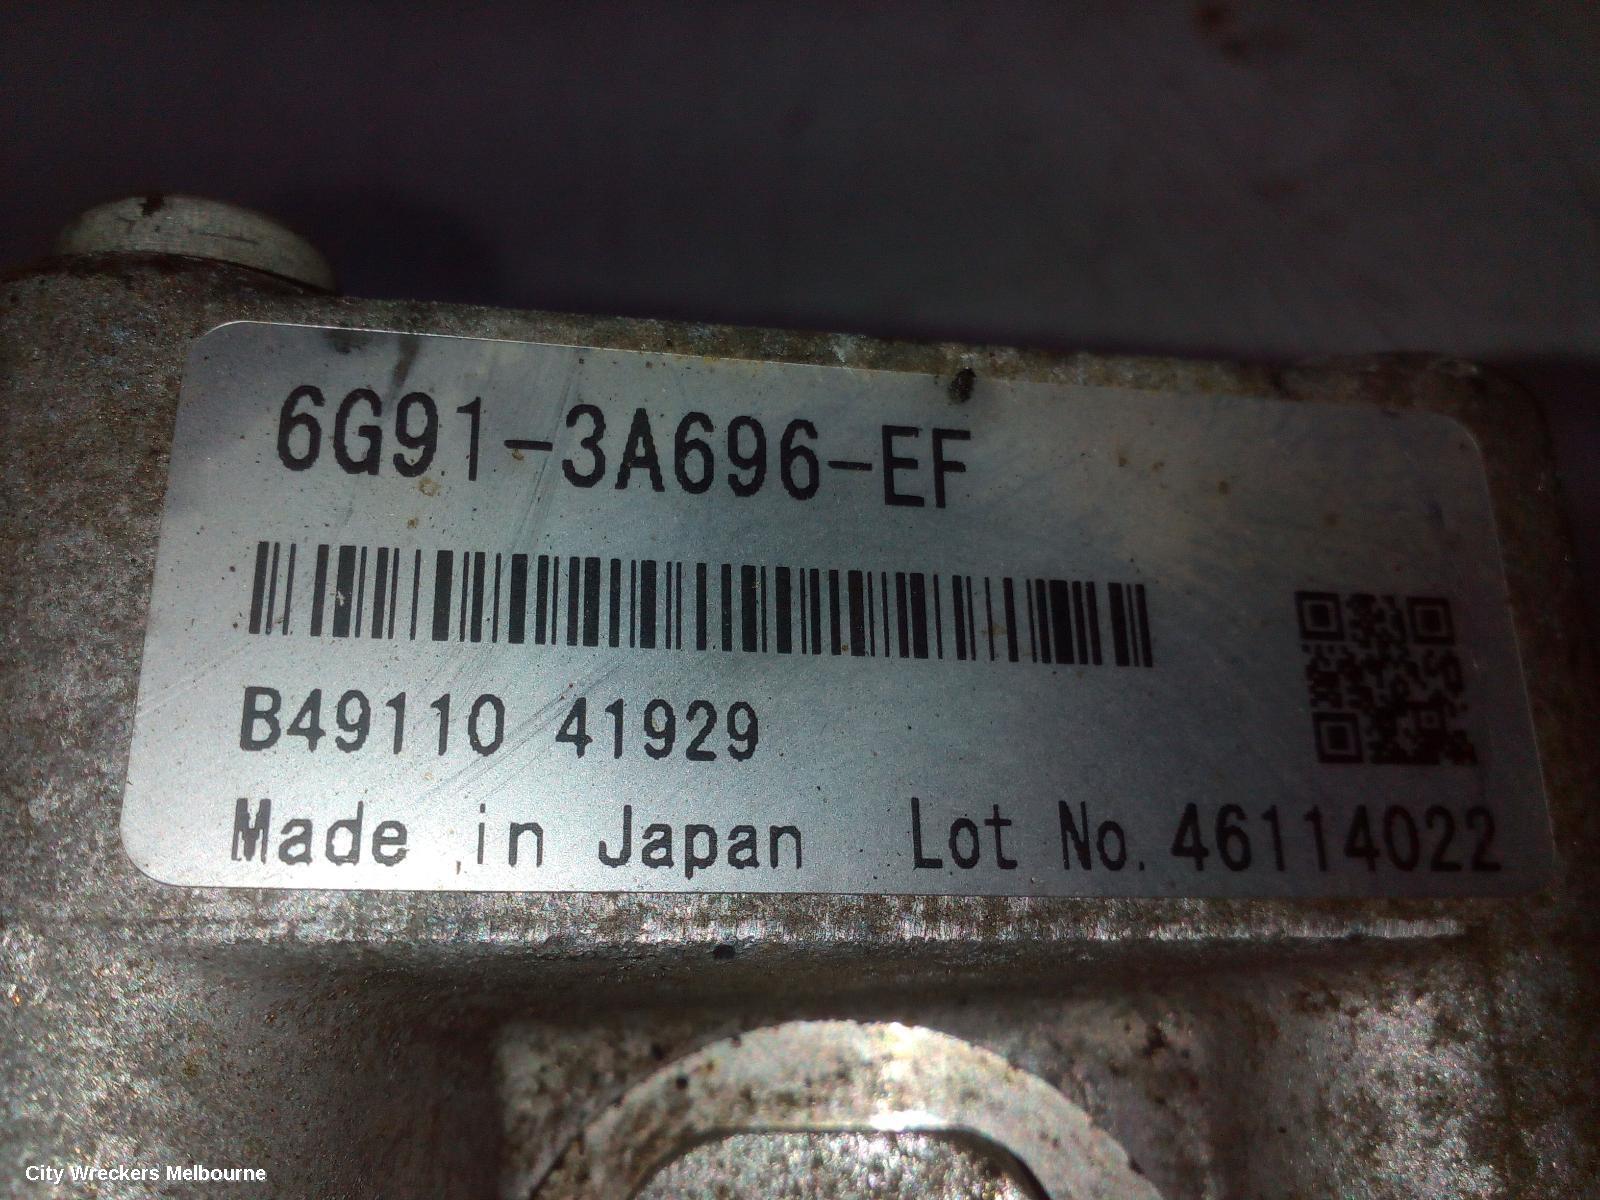 6G91-3A696-EF
B49110 41929
Made in Japan Lot No. 46114022
City Wreckers Melbourne